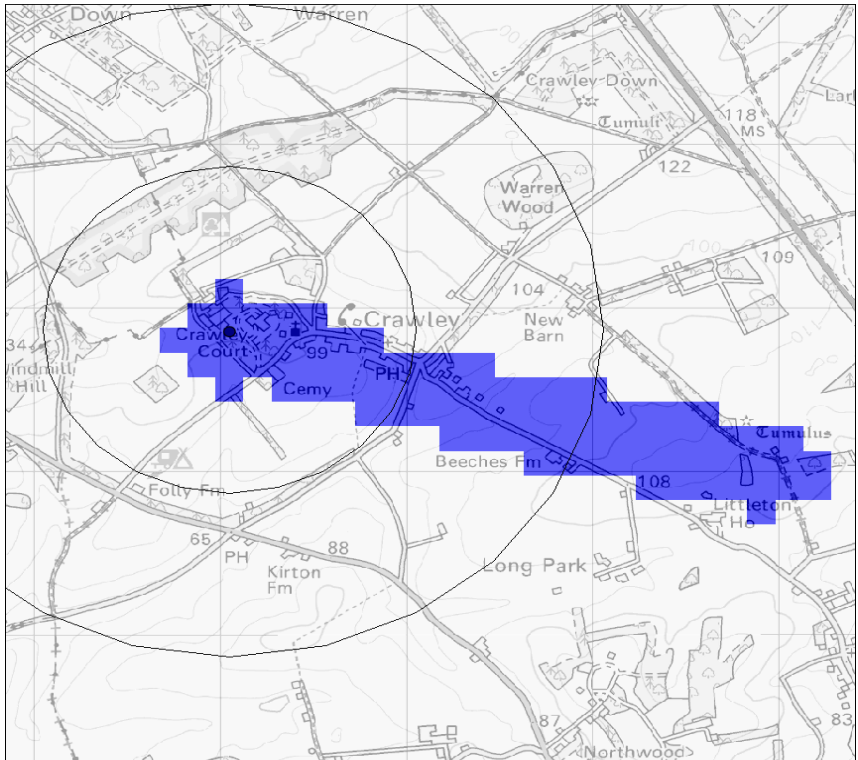 Down
Warren
Crawley Down
Tumuli
118
MS
122
Warren
Wood
109
104
100
New
Barn
Crawley
Crawley
Court
99
PH
Cemy
34
Hill
Tumulus
Beeches Fm
108
Littleton
Ho
Folly Fm
65
PH
88
Kirton
Fm
Long Park
87
Northwood
83